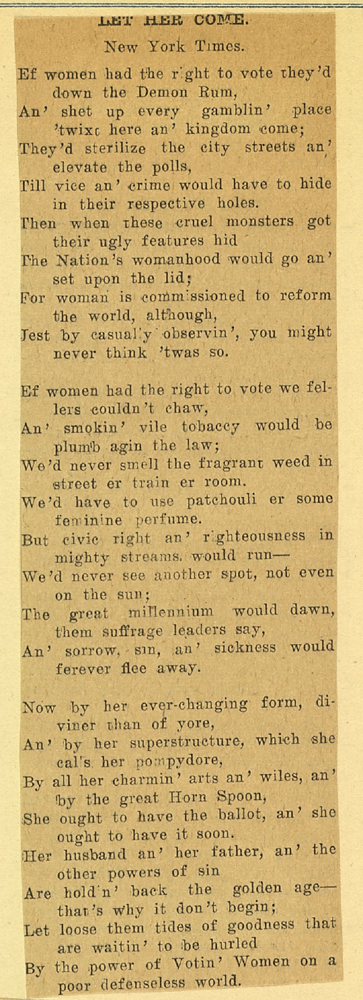 LET HER COME.
New York Times.
Ef women had the right to vote they'd
down the Demon Rum,
An' shet up every gamblin' place
'twixt here an' kingdom come;
They'd sterilize the city streets an'
elevate the polls,
Till vice an' crime would have to hide
in their respective holes.
Then when these cruel monsters got
their ugly features hid
The Nation's womanhood would go an'
set upon the lid;
For woman is commissioned to reform
the world, although,
Jest by casually observin', you might
never think 'twas so.
Ef women had the right to vote we fel-
lers couldn't chaw,
An' smokin' vile tobaccy would be
plumb agin the law;
We'd never smell the fragrant weed in
street er train er room.
We'd have to use patchouli er some
feminine perfume.
But civic right an' righteousness in
mighty streams. would run—
We'd never see another spot, not even
on the sun;
The great millennium would dawn,
them suffrage leaders say,
An' sorrow, sin, an' sickness would
ferever flee away.
Now by her ever-changing form, di-
viner than of yore,
An' by her superstructure, which she
calls her pompydore,
By all her charmin' arts an' wiles, an'
by the great Horn Spoon,
She ought to have the ballot, an' she
ought to have it soon.
Her husband an' her father, an' the
other powers of sin
Are holdin' back the golden age—
that's why it don't begin;
Let loose them tides of goodness that
are waitin' to be hurled
By the power of Votin' Women on a
poor defenseless world.